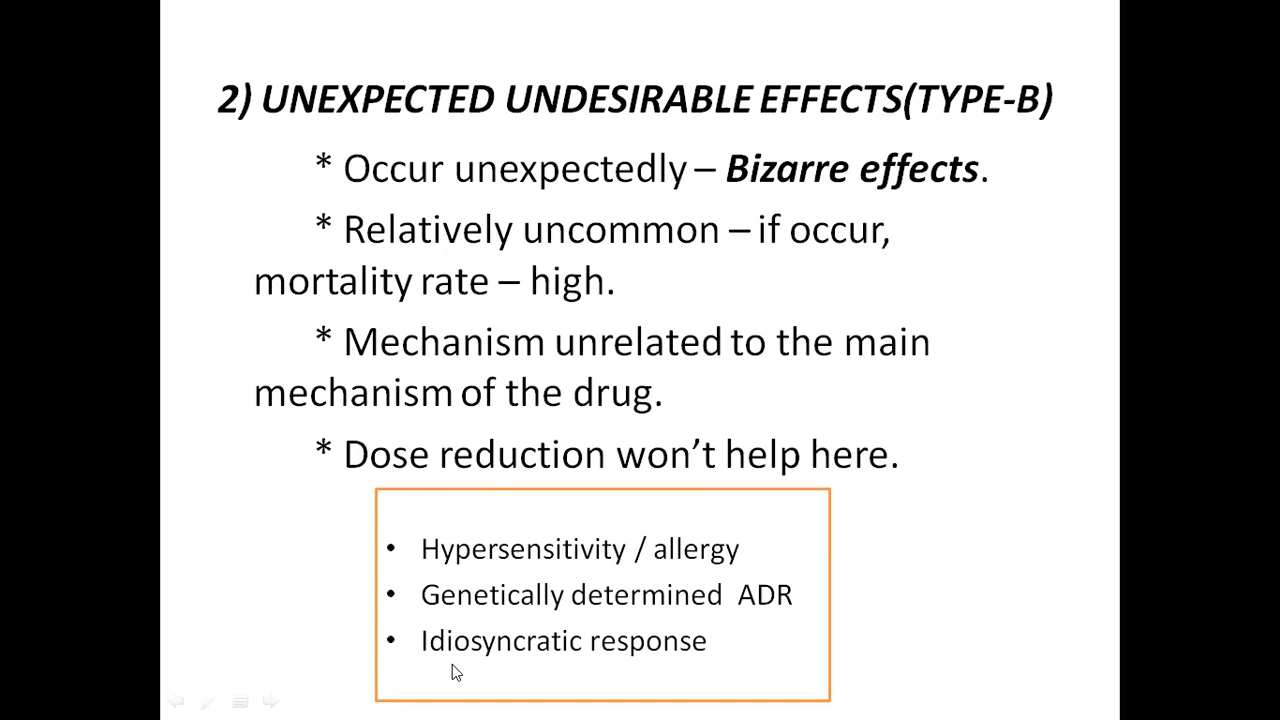 2) UNEXPECTED UNDESIRABLE EFFECTS(TYPE-B)
* Occur unexpectedly – Bizarre effects.
* Relatively uncommon – if occur,
mortality rate – high.
* Mechanism unrelated to the main
mechanism of the drug.
* Dose reduction won’t help here.
• Hypersensitivity / allergy
• Genetically determined ADR
• Idiosyncratic response